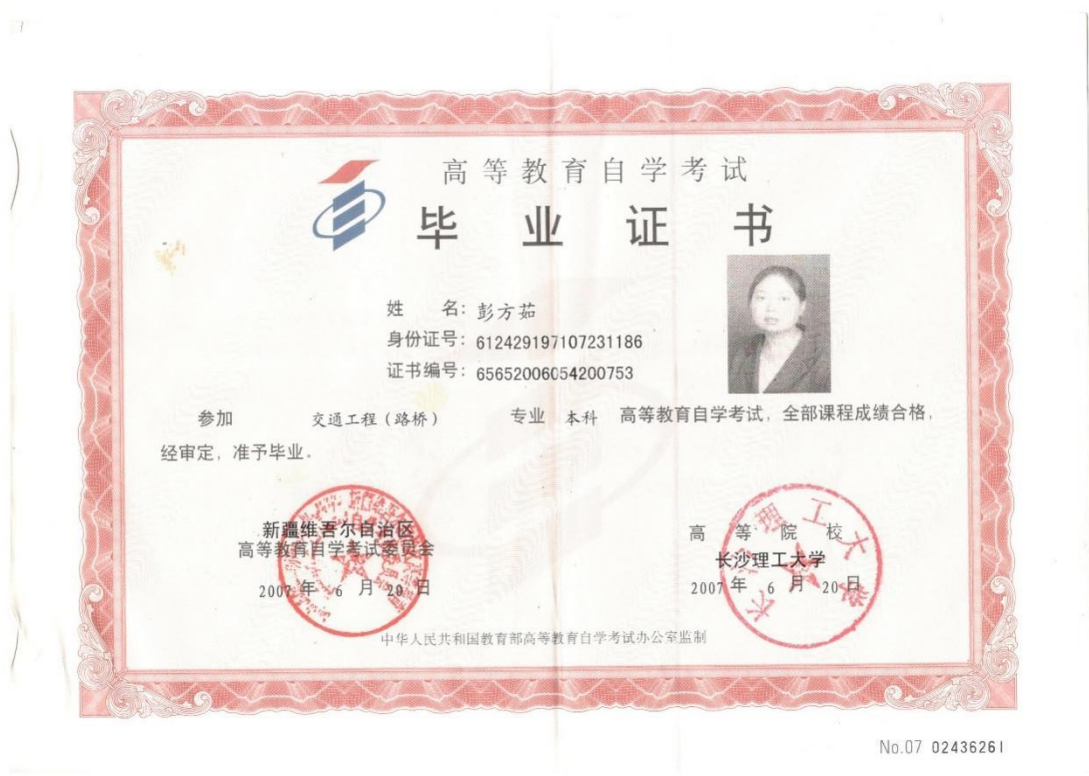 高等教育自学考试
毕业证书
姓 名：彭方茹
身份证号：612429197107231186
证书编号：65652006054200753
参加 交通工程（路桥） 专业 本科 高等教育自学考试，全部课程成绩合格，
经审定，准予毕业。
新疆维吾尔自治区
高等教育自学考试委员会
2007 年 6 月 20 日
高等院校
长沙理工大学
2007 年 6 月 20 日
长沙理工大学
中华人民共和国教育部高等教育自学考试办公室监制
No.07 02436261